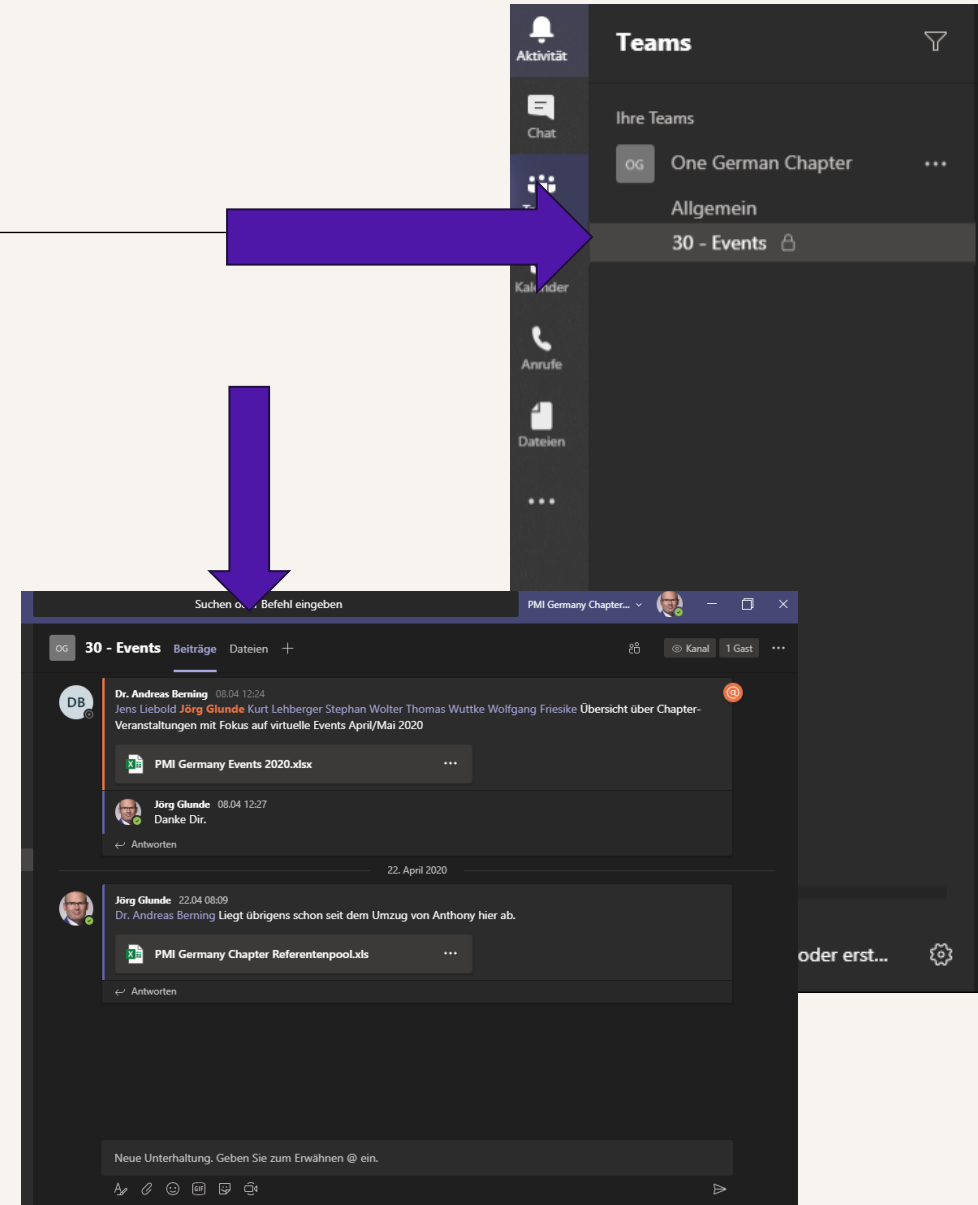 Aktivität
Teams
Chat
Ihre Teams
OG One German Chapter
Allgemein
30 - Events
Anrufe
Dateien
Suchen Befehl eingeben
PMI Germany Chapter...
OG 30 - Events Beiträge Dateien +
Kanal 1 Gast
DB Dr. Andreas Berning 08.04 12:24
Jens Liebold Jörg Glunde Kurt Lehberger Stephan Wolter Thomas Wuttke Wolfgang Friesike Übersicht über Chapter-
Veranstaltungen mit Fokus auf virtuelle Events April/Mai 2020
PMI Germany Events 2020.xlsx
Jörg Glunde 08.04 12:27
Danke Dir.
Antworten
22. April 2020
Jörg Glunde 22.04 08:09
Dr. Andreas Berning Liegt übrigens schon seit dem Umzug von Anthony hier ab.
PMI Germany Chapter Referentenpool.xls
Antworten
oder erst...
Neue Unterhaltung. Geben Sie zum Erwähnen @ ein.
GIF